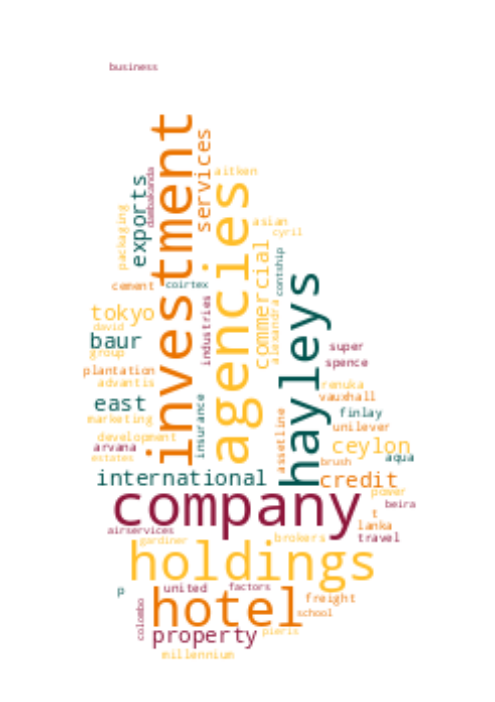 business
investment
services
aitken
agencies
dambakanda
exports
packaging
asian
cyril
commercial
contship
alexandra
hayleys
cement
coirtex
industries
tokyo
david
baur
group
super
spence
plantation
advantis
renuka
vauxhall
east
insurance
finlay
marketing
assetline
unilever
development
arvana
ceylon
estates
brush
aqua
international
credit
power
company
beira
t
lanka
airservices
travel
gardiner
brokers
holdings
p
united
factors
hotel
freight
colombo
school
property
pieris
millennium